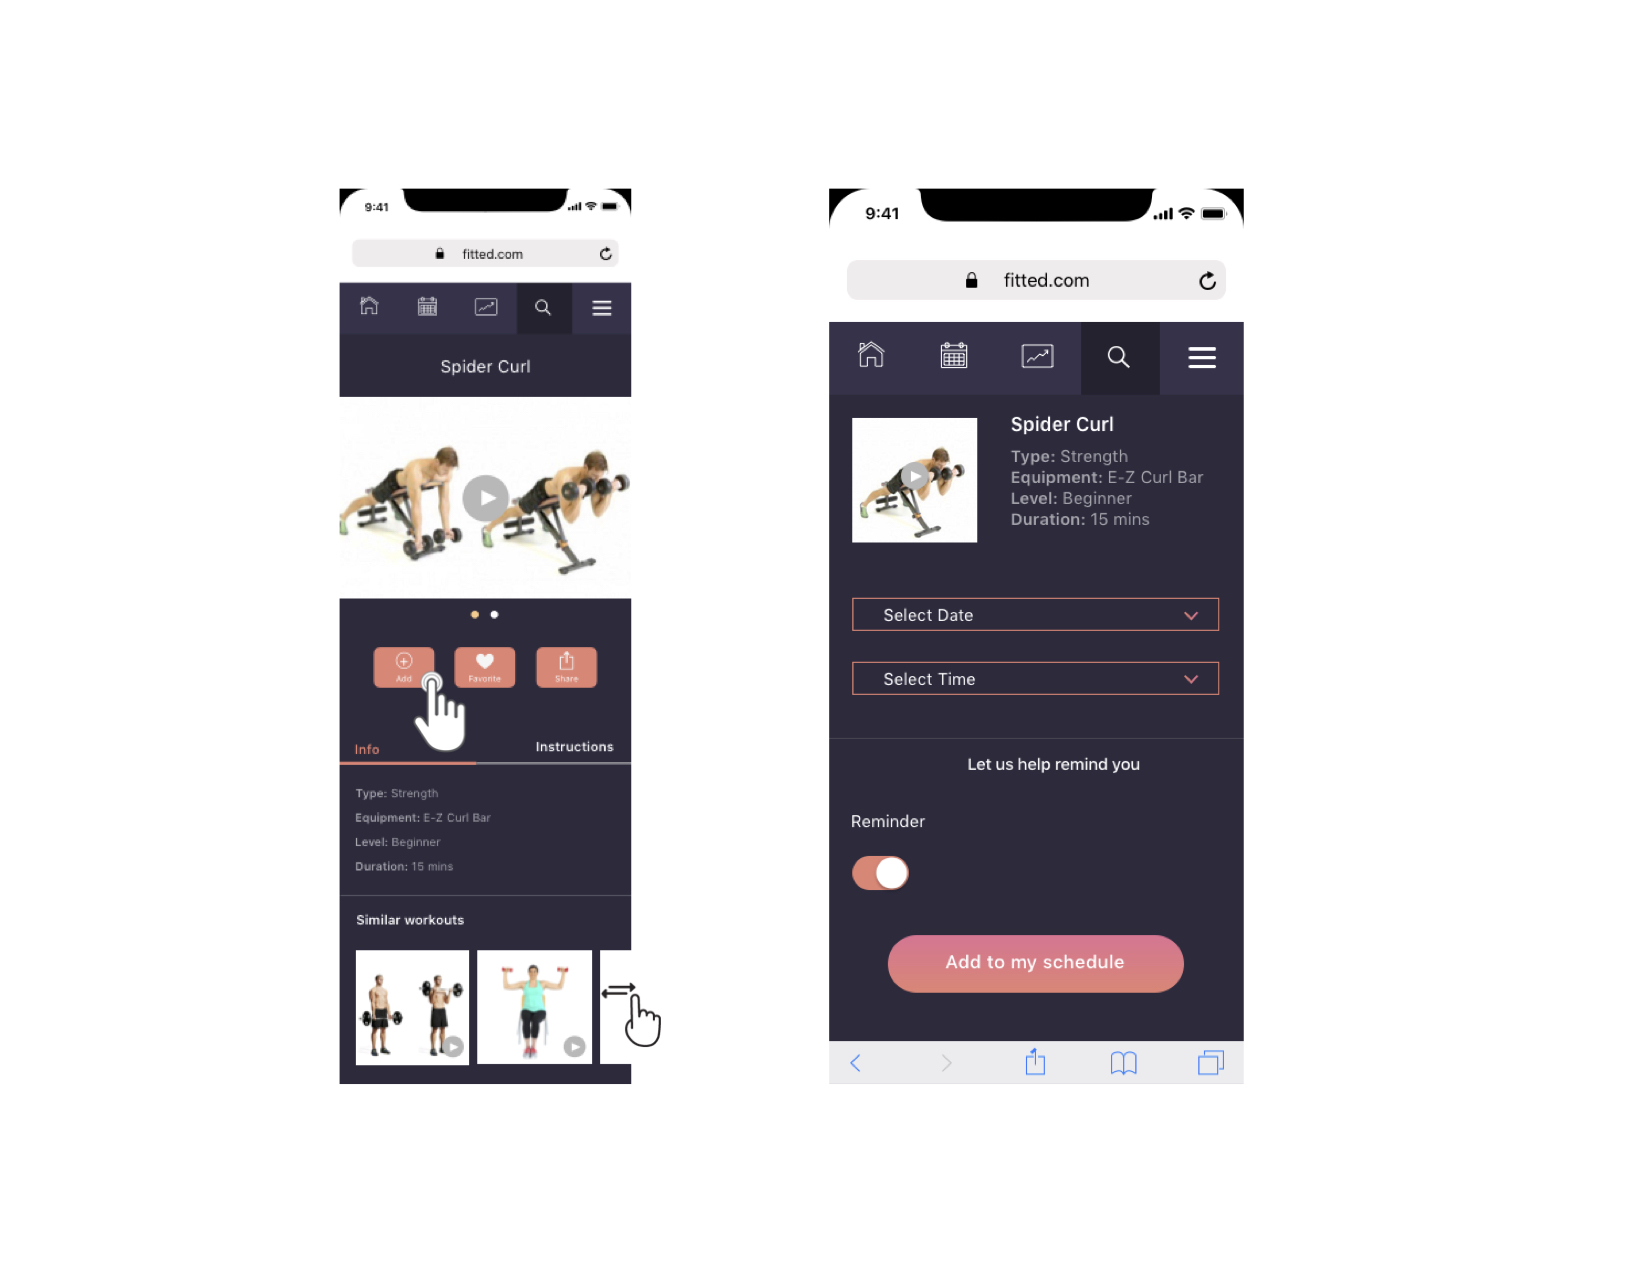 9:41
fitted.com
Spider Curl
Add
Favorite
Share
Info
Instructions
Type: Strength
Equipment: E-Z Curl Bar
Level: Beginner
Duration: 15 mins
Similar workouts
9:41
fitted.com
Spider Curl
Type: Strength
Equipment: E-Z Curl Bar
Level: Beginner
Duration: 15 mins
Select Date
Select Time
Let us help remind you
Reminder
Add to my schedule